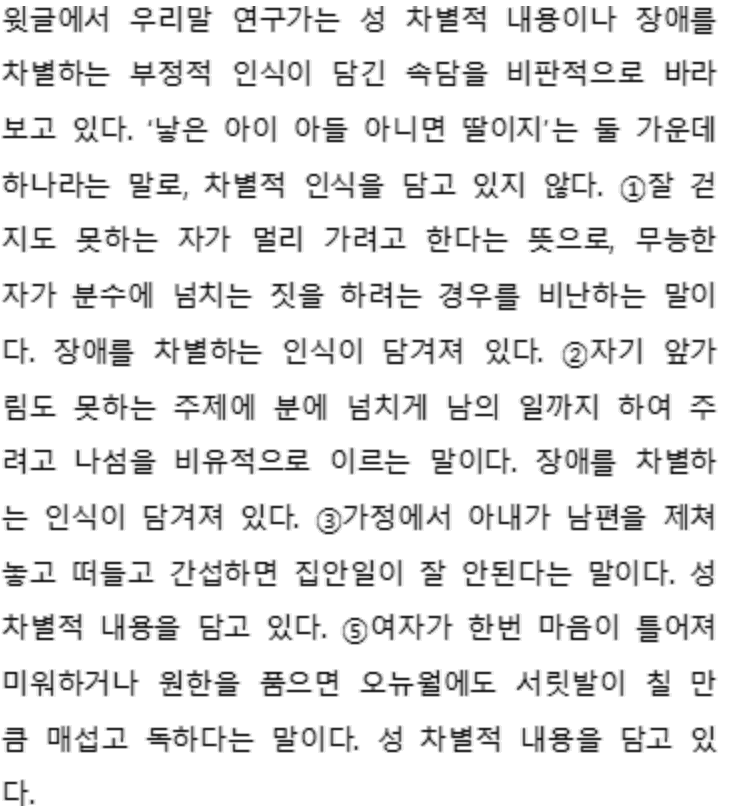 윗글에서 우리말 연구가는 성 차별적 내용이나 장애를
차별하는 부정적 인식이 담긴 속담을 비판적으로 바라
보고 있다. ‘낳은 아이 아들 아니면 딸이지’는 둘 가운데
하나라는 말로, 차별적 인식을 담고 있지 않다. ①잘 걷
지도 못하는 자가 멀리 가려고 한다는 뜻으로, 무능한
자가 분수에 넘치는 짓을 하려는 경우를 비난하는 말이
다. 장애를 차별하는 인식이 담겨져 있다. ②자기 앞가
림도 못하는 주제에 분에 넘치게 남의 일까지 하여 주
려고 나섬을 비유적으로 이르는 말이다. 장애를 차별하
는 인식이 담겨져 있다. ③가정에서 아내가 남편을 제쳐
놓고 떠들고 간섭하면 집안일이 잘 안된다는 말이다. 성
차별적 내용을 담고 있다. ⑤여자가 한번 마음이 틀어져
미워하거나 원한을 품으면 오뉴월에도 서릿발이 칠 만
큼 매섭고 독하다는 말이다. 성 차별적 내용을 담고 있
다.